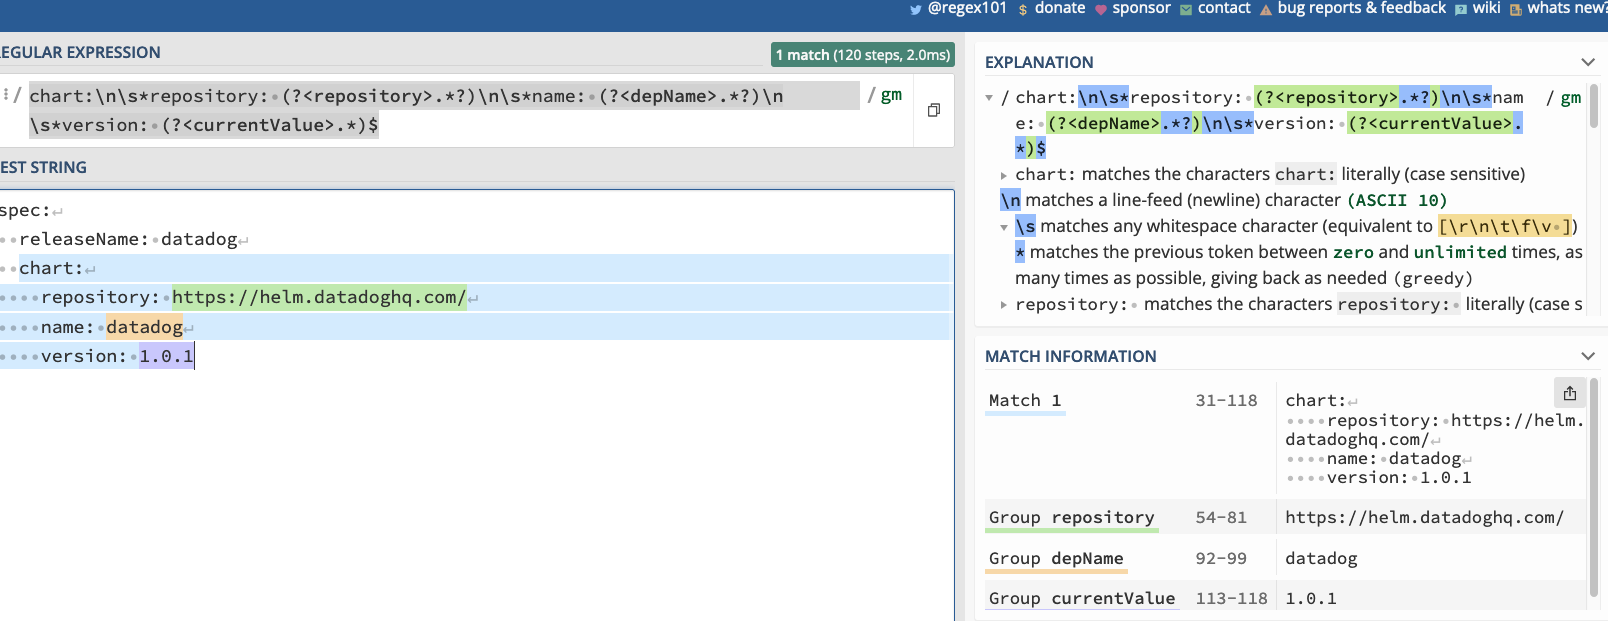 @regex101 $ donate sponsor contact bug reports & feedback wiki whats new?
EGULAR EXPRESSION
1 match (120 steps, 2.0ms)
/ chart:\n\s*repository: (?<repository>.*?)\n\s*name: (?<depName>.*?)\n
\s*version: (?<currentValue>.*)$
/ gm
EST STRING
spec:
releaseName: datadog
chart:
repository: https://helm.datadoghq.com/
name: datadog
version: 1.0.1
EXPLANATION
/ chart:\n\s*repository: (?<repository>.*?)\n\s*nam / gm
e: (?<depName>.*?)\n\s*version: (?<currentValue>.
*)$
chart: matches the characters chart: literally (case sensitive)
\n matches a line-feed (newline) character (ASCII 10)
\s matches any whitespace character (equivalent to [\r\n\t\f\v ])
* matches the previous token between zero and unlimited times, as
many times as possible, giving back as needed (greedy)
repository: matches the characters repository: literally (case s
MATCH INFORMATION
Match 1 31-118 chart:
repository: https://helm.
datadoghq.com/
name: datadog
version: 1.0.1
Group repository 54-81 https://helm.datadoghq.com/
Group depName 92-99 datadog
Group currentValue 113-118 1.0.1